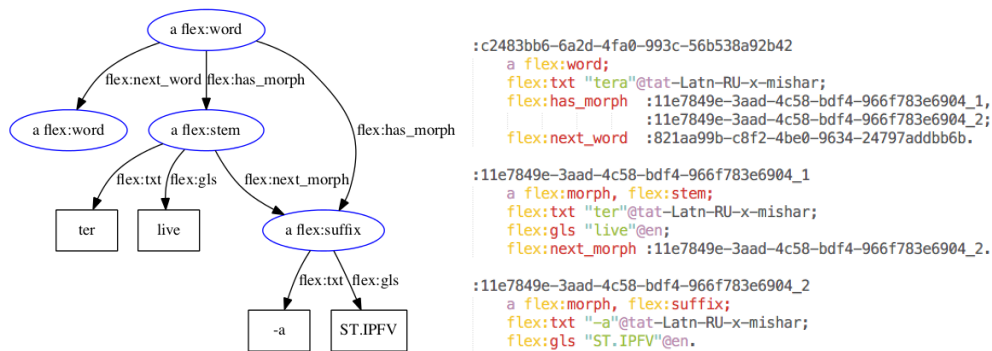 a flex:word
flex:next_word
flex:has_morph
a flex:word
a flex:stem
flex:has_morph
flex:txt
flex:gls
flex:next_morph
ter
live
a flex:suffix
flex:txt
flex:gls
-a
ST.IPFV
:c2483bb6-6a2d-4fa0-993c-56b538a92b42
a flex:word;
flex:txt "tera"@tat-Latn-RU-x-mishar;
flex:has_morph :11e7849e-3aad-4c58-bdf4-966f783e6904_1,
:11e7849e-3aad-4c58-bdf4-966f783e6904_2;
flex:next_word :821aa99b-c8f2-4be0-9634-24797addbb6b.
:11e7849e-3aad-4c58-bdf4-966f783e6904_1
a flex:morph, flex:stem;
flex:txt "ter"@tat-Latn-RU-x-mishar;
flex:gls "live"@en;
flex:next_morph :11e7849e-3aad-4c58-bdf4-966f783e6904_2.
:11e7849e-3aad-4c58-bdf4-966f783e6904_2
a flex:morph, flex:suffix;
flex:txt "-a"@tat-Latn-RU-x-mishar;
flex:gls "ST.IPFV"@en.